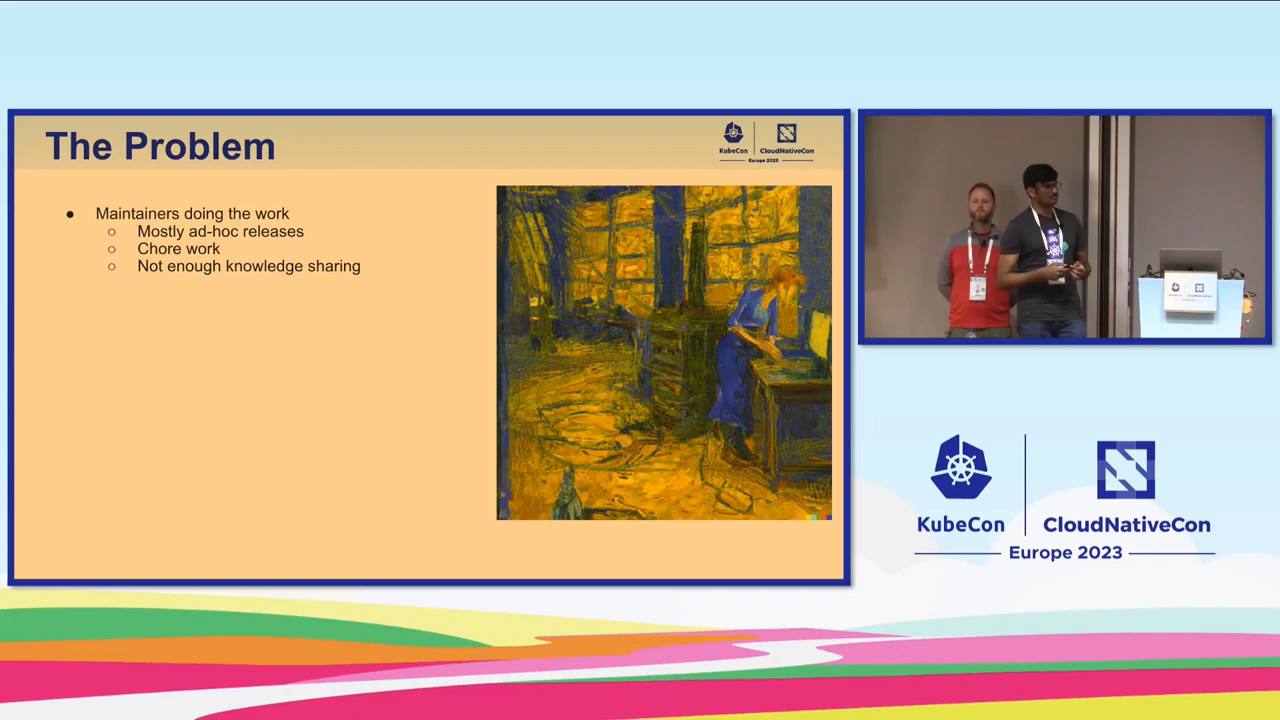 The Problem
KubeCon
CloudNativeCon
Europe 2023
● Maintainers doing the work
○ Mostly ad-hoc releases
○ Chore work
○ Not enough knowledge sharing
KubeCon
CloudNativeCon
Europe 2023